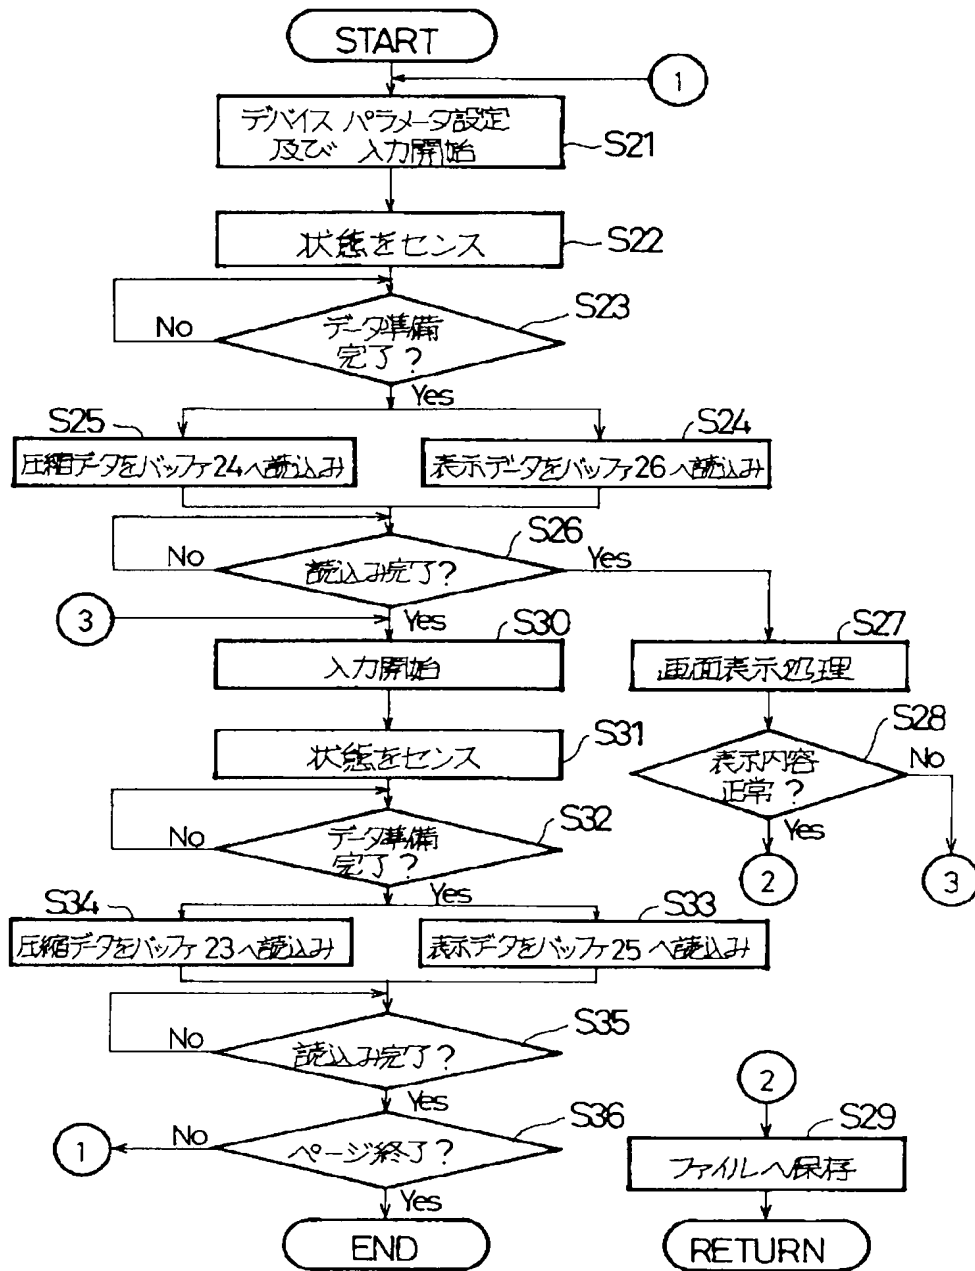 START
1
デバイス パラメータ設定
及び 入力開始
S21
状態をセンス
S22
S23
No
データ準備
完了?
Yes
S25
S24
圧縮データをバッファ24へ読込み
表示データをバッファ26へ読込み
S26
No
読込み完了?
Yes
3
Yes
S30
S27
入力開始
画面表示処理
S28
S31
状態をセンス
表示内容
正常?
No
S32
No
データ準備
完了?
Yes
Yes
2
3
S34
S33
圧縮データをバッファ23へ読込み
表示データをバッファ25へ読込み
S35
No
読込み完了?
2
Yes
S36
S29
1
No
ページ終了?
ファイルへ保存
Yes
END
RETURN